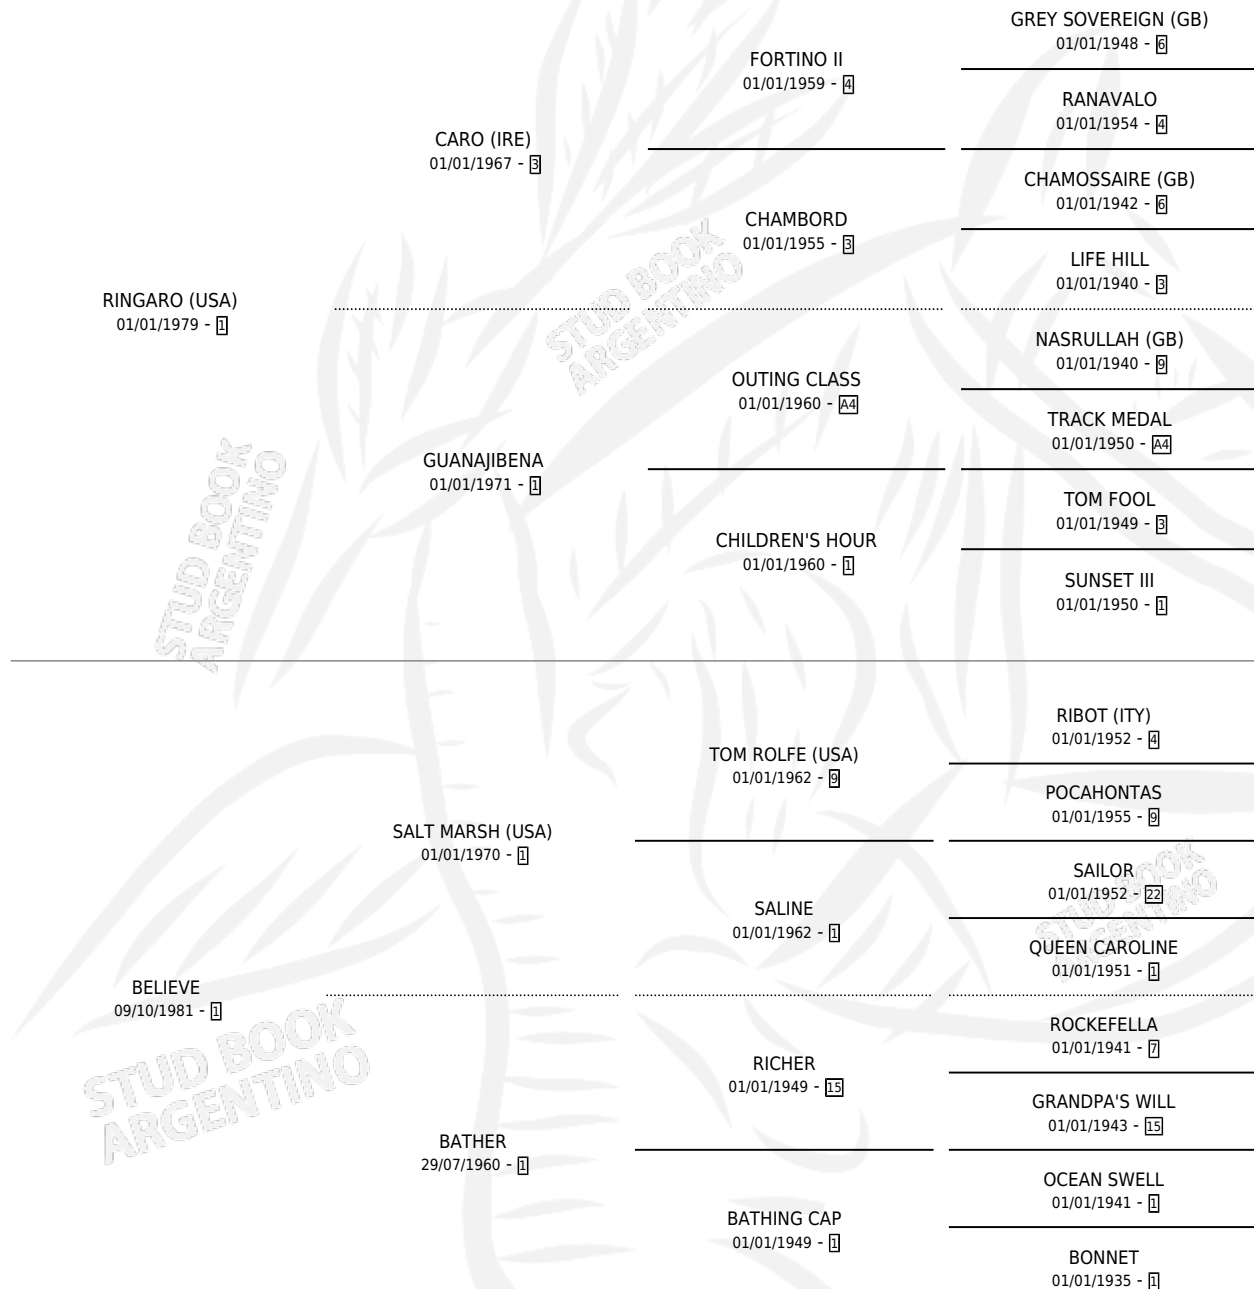 GREY SOVEREIGN (GB)
01/01/1948 - 6
FORTINO II
01/01/1959 - 4
RANAVALO
01/01/1954 - 4
CARO (IRE)
01/01/1967 - 3
CHAMOSSAIRE (GB)
01/01/1942 - 6
CHAMBORD
01/01/1955 - 3
LIFE HILL
01/01/1940 - 3
RINGARO (USA)
01/01/1979 - 1
NASRULLAH (GB)
01/01/1940 - 9
OUTING CLASS
01/01/1960 - A4
TRACK MEDAL
01/01/1950 - A4
GUANAJIBENA
01/01/1971 - 1
TOM FOOL
01/01/1949 - 3
CHILDREN'S HOUR
01/01/1960 - 1
SUNSET III
01/01/1950 - 1
STUD BOOK
ARGENTINO
STUD BOOK
ARGENTINO
RIBOT (ITY)
01/01/1952 - 4
TOM ROLFE (USA)
01/01/1962 - 9
POCAHONTAS
01/01/1955 - 9
SALT MARSH (USA)
01/01/1970 - 1
SAILOR
01/01/1952 - 22
SALINE
01/01/1962 - 1
QUEEN CAROLINE
01/01/1951 - 1
STUD BOOK
ARGENTINO
BELIEVE
09/10/1981 - 1
ROCKEFELLA
01/01/1941 - 7
RICHER
01/01/1949 - 15
GRANDPA'S WILL
01/01/1943 - 15
STUD BOOK
ARGENTINO
BATHER
29/07/1960 - 1
OCEAN SWELL
01/01/1941 - 1
BATHING CAP
01/01/1949 - 1
BONNET
01/01/1935 - 1